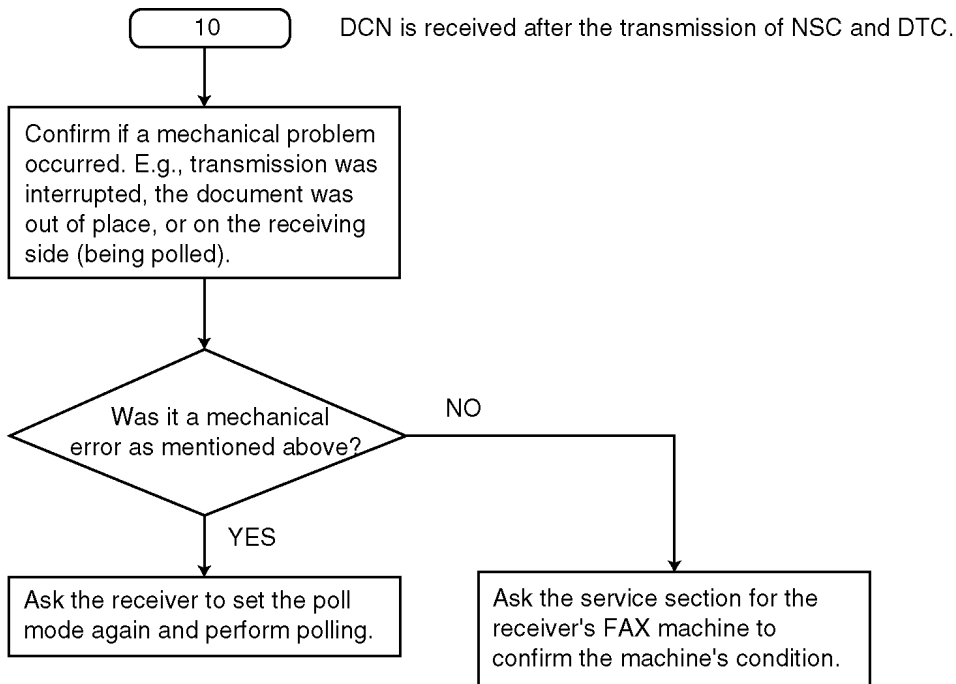 10
DCN is received after the transmission of NSC and DTC.
Confirm if a mechanical problem
occurred. E.g., transmission was
interrupted, the document was
out of place, or on the receiving
side (being polled).
Was it a mechanical
error as mentioned above?
NO
YES
Ask the receiver to set the poll
mode again and perform polling.
Ask the service section for the
receiver's FAX machine to
confirm the machine's condition.